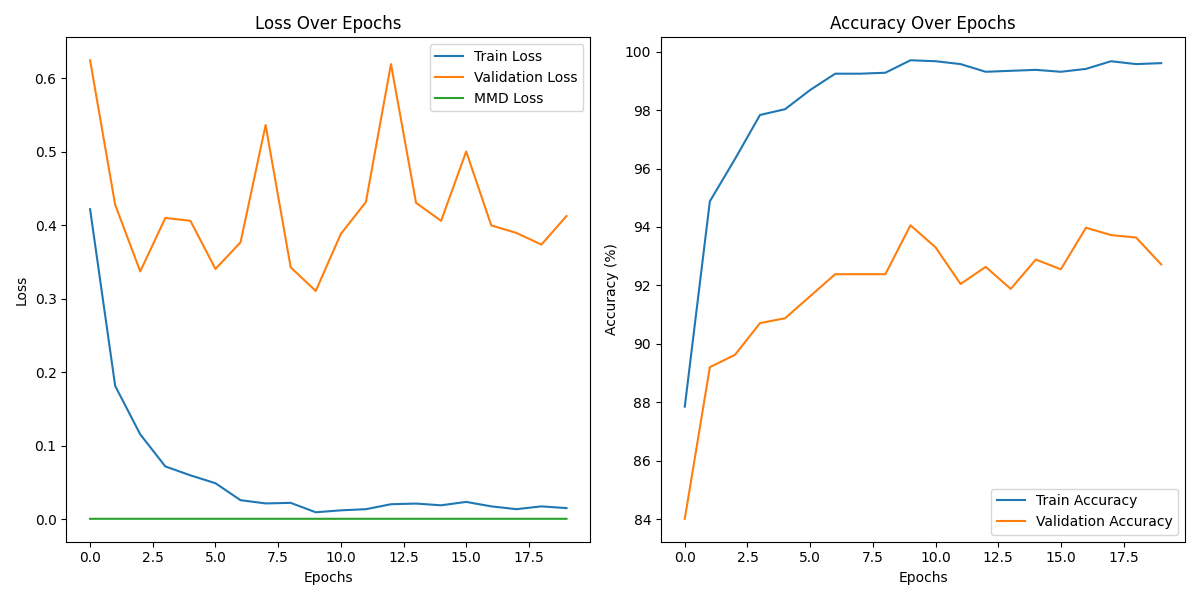 Loss Over Epochs
Train Loss
Validation Loss
MMD Loss
0.6
0.5
0.4
0.3
0.2
0.1
0.0
Loss
0.0 2.5 5.0 7.5 10.0 12.5 15.0 17.5
Epochs
Accuracy Over Epochs
100
98
96
94
92
90
88
86
84
Accuracy (%)
Train Accuracy
Validation Accuracy
0.0 2.5 5.0 7.5 10.0 12.5 15.0 17.5
Epochs